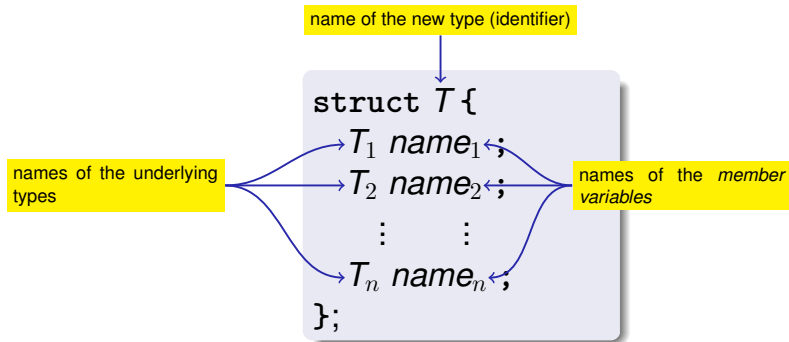 name of the new type (identifier)
struct T {
T₁ name₁ ;
names of the underlying
types
T₂ name₂ ;
names of the member
variables
⋮ ⋮
Tₙ nameₙ ;
};